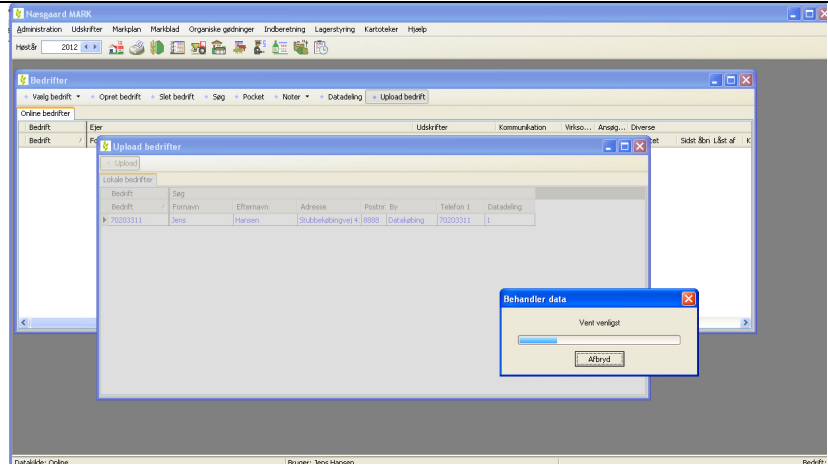 Næsgaard MARK
Administration Udskrifter Markplan Markblad Organiske gødninger Indberetning Lagerstyring Kartoteker Hjælp
Høstår 2012
Bedrifter
Vælg bedrift Opret bedrift Slet bedrift Søg Pocket Noter Datadeling Upload bedrift
Online bedrifter
Bedrift Ejer Udskrifter Kommunikation Virkso... Ansøg... Diverse
Bedrift Sidst åbn Låst af K
Upload bedrifter
Upload
Lokale bedrifter
Bedrift Søg
Bedrift Fornavn Efternavn Adresse Postnr By Telefon 1 Datadeling
70203311 Jens Hansen Stubbekøbingvej 4 8888 Datakøbing 70203311 1
Behandler data
Vent venligst
Afbryd
Datakilde: Online Bruger: Jens Hansen Bedrift: